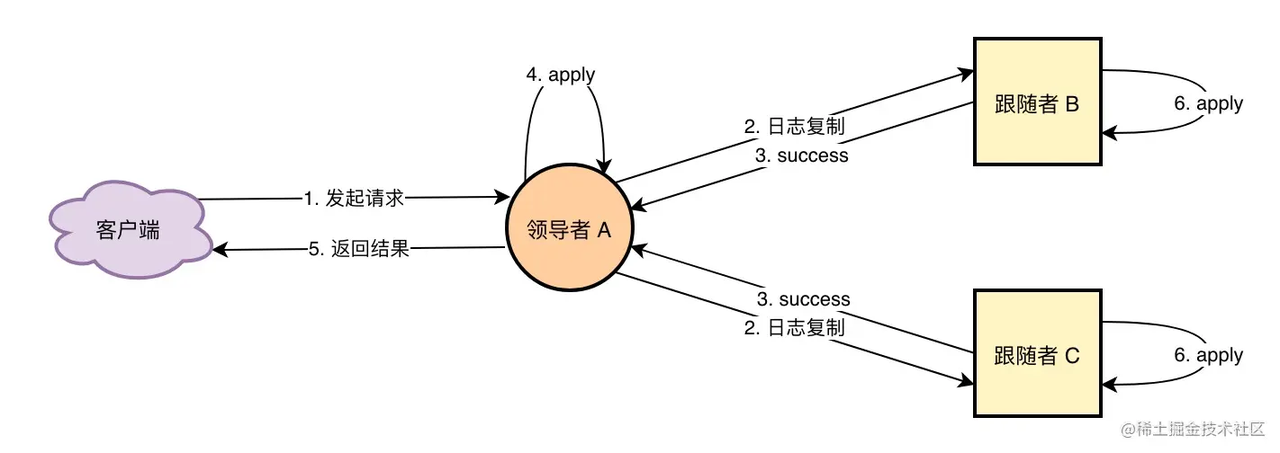 4. apply
跟随者 B
6. apply
2. 日志复制
3. success
1. 发起请求
客户端
领导者 A
5. 返回结果
3. success
2. 日志复制
跟随者 C
6. apply
@稀土掘金技术社区